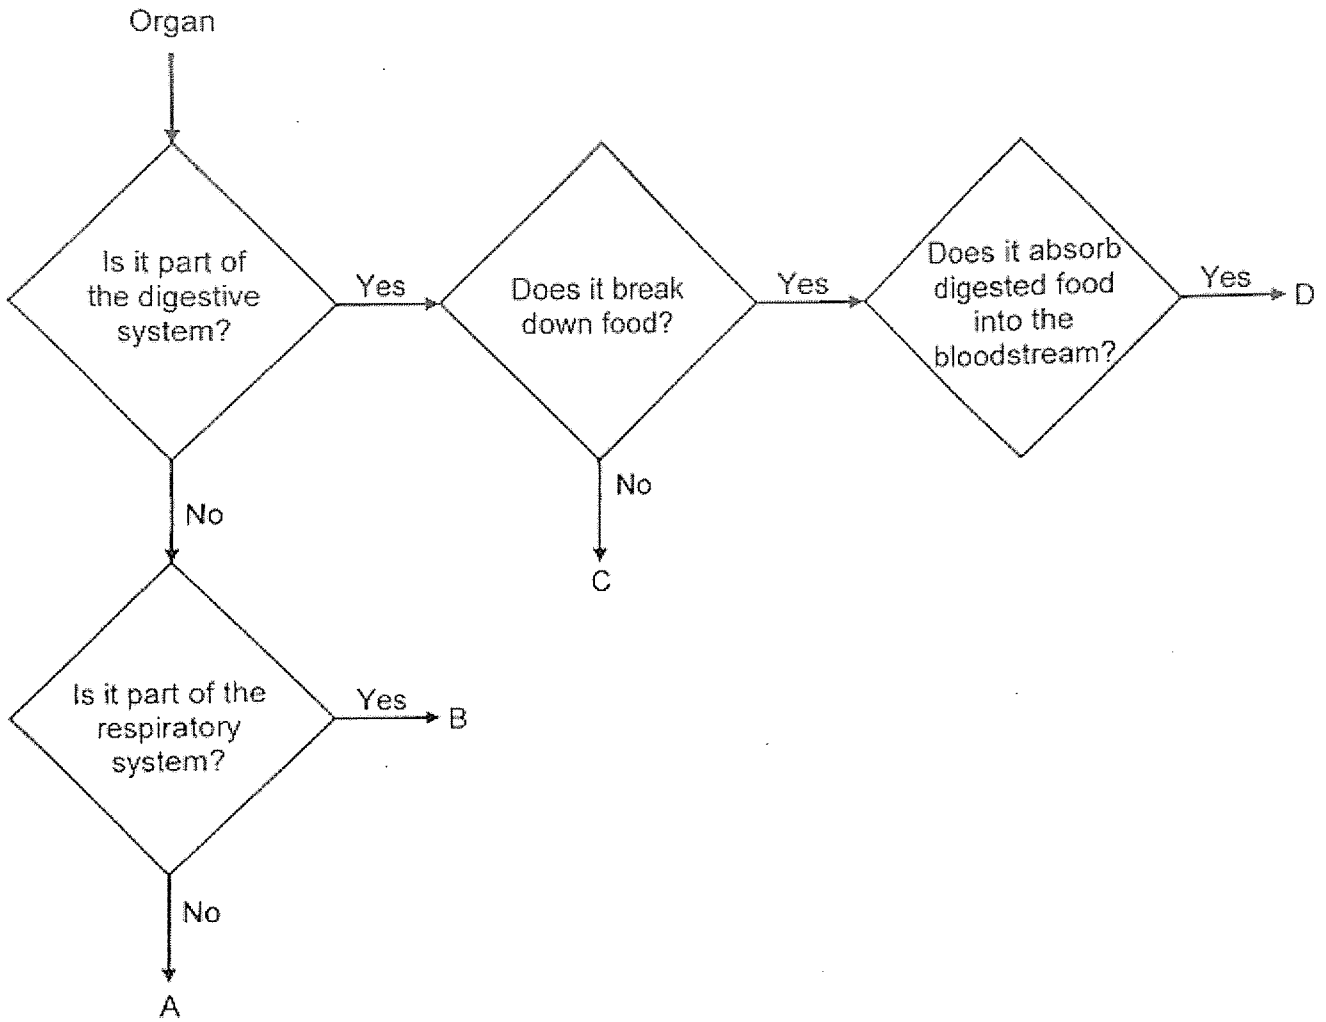 Organ
Is it part of
the digestive
system?
Yes
Does it break
down food?
Yes
Does it absorb
digested food
into the
bloodstream?
Yes
D
No
No
C
Is it part of the
respiratory
system?
Yes
B
No
A